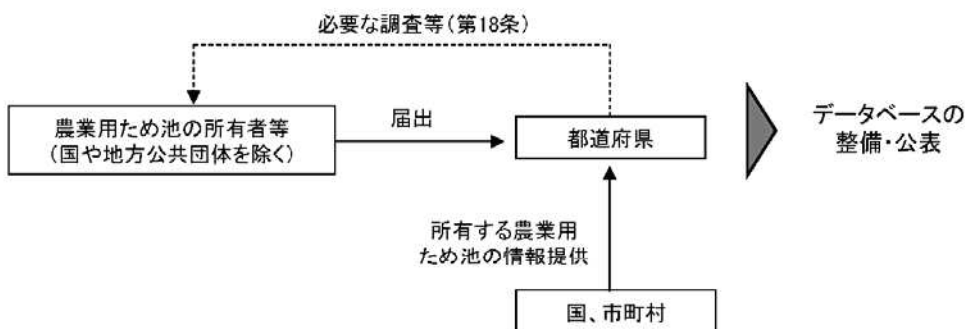 必要な調査等(第18条)
農業用ため池の所有者等
(国や地方公共団体を除く)
届出
都道府県
データベースの
整備・公表
所有する農業用
ため池の情報提供
国、市町村